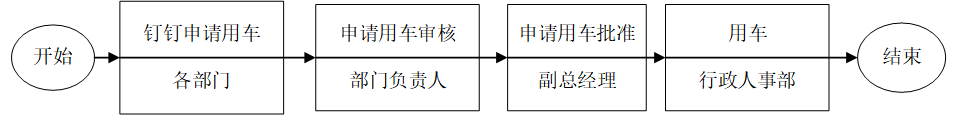 开始
钉钉申请用车
各部门
申请用车审核
部门负责人
申请用车批准
副总经理
用车
行政人事部
结束